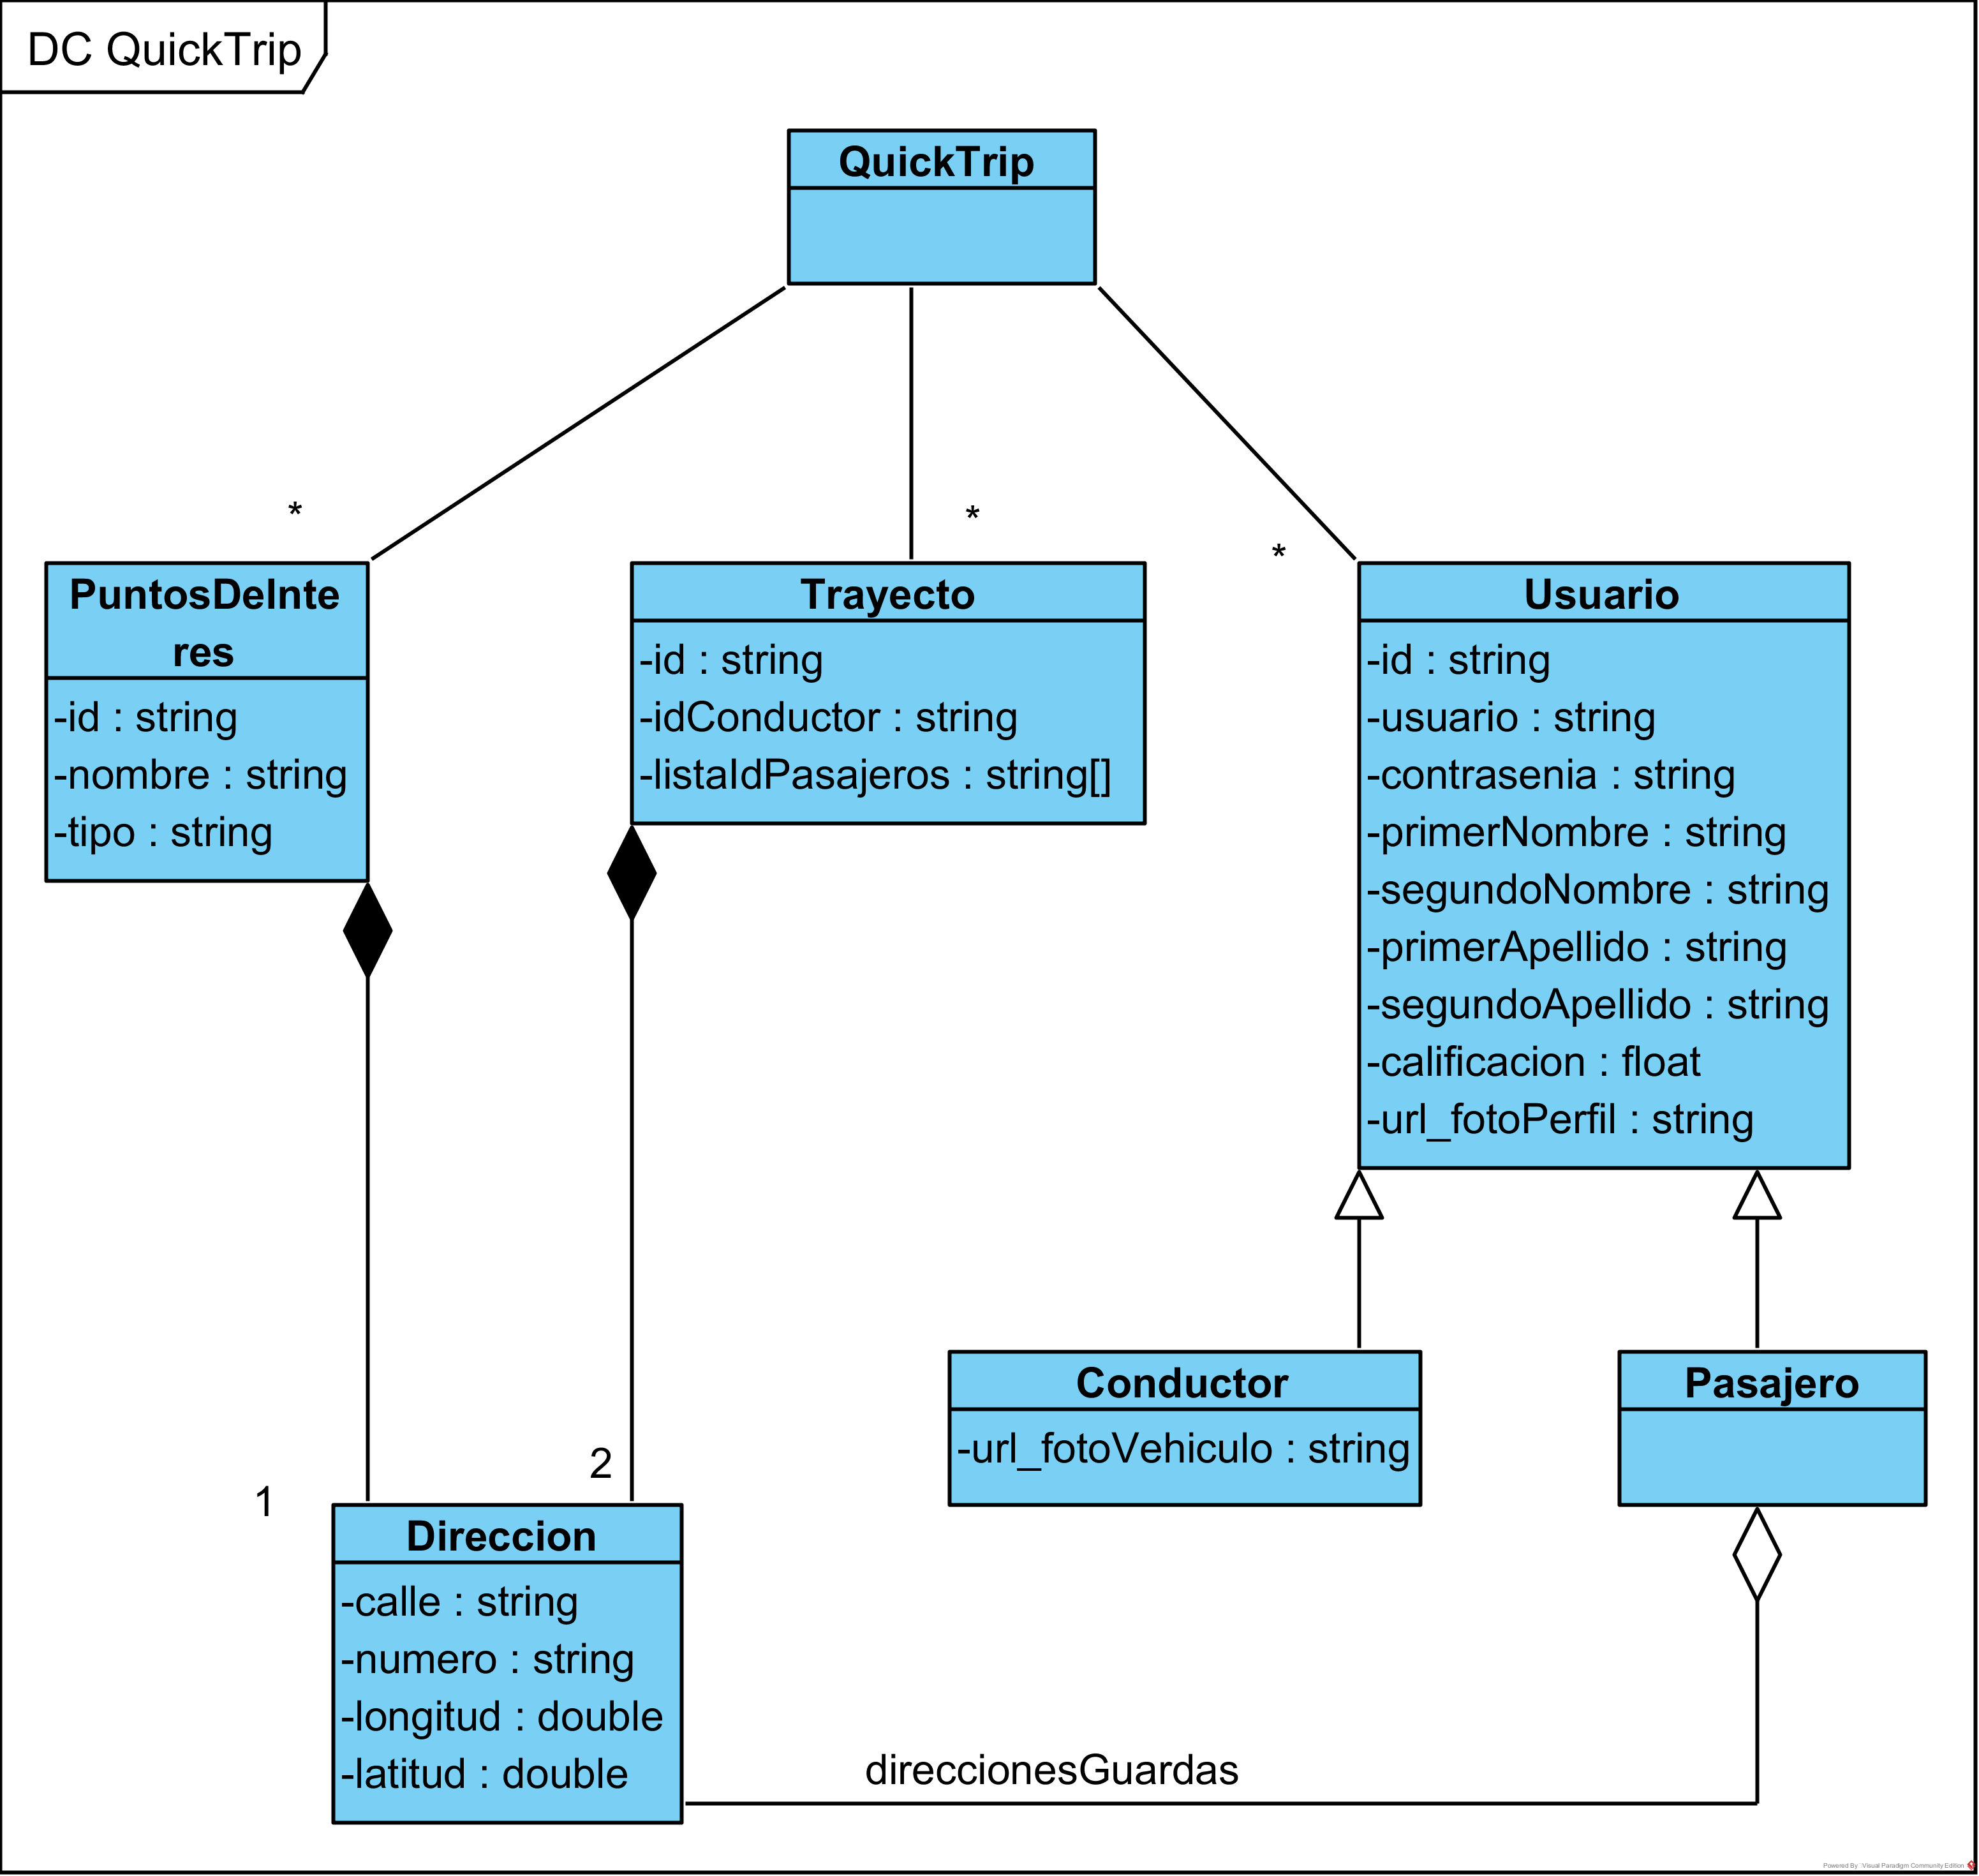 DC QuickTrip
QuickTrip
*
*
*
PuntosDeInte
res
-id : string
-nombre : string
-tipo : string
Trayecto
-id : string
-idConductor : string
-listaIdPasajeros : string[]
Usuario
-id : string
-usuario : string
-contrasenia : string
-primerNombre : string
-segundoNombre : string
-primerApellido : string
-segundoApellido : string
-calificacion : float
-url_fotoPerfil : string
Conductor
-url_fotoVehiculo : string
Pasajero
1
2
Direccion
-calle : string
-numero : string
-longitud : double
-latitud : double
direccionesGuardas
Powered By Visual Paradigm Community Edition